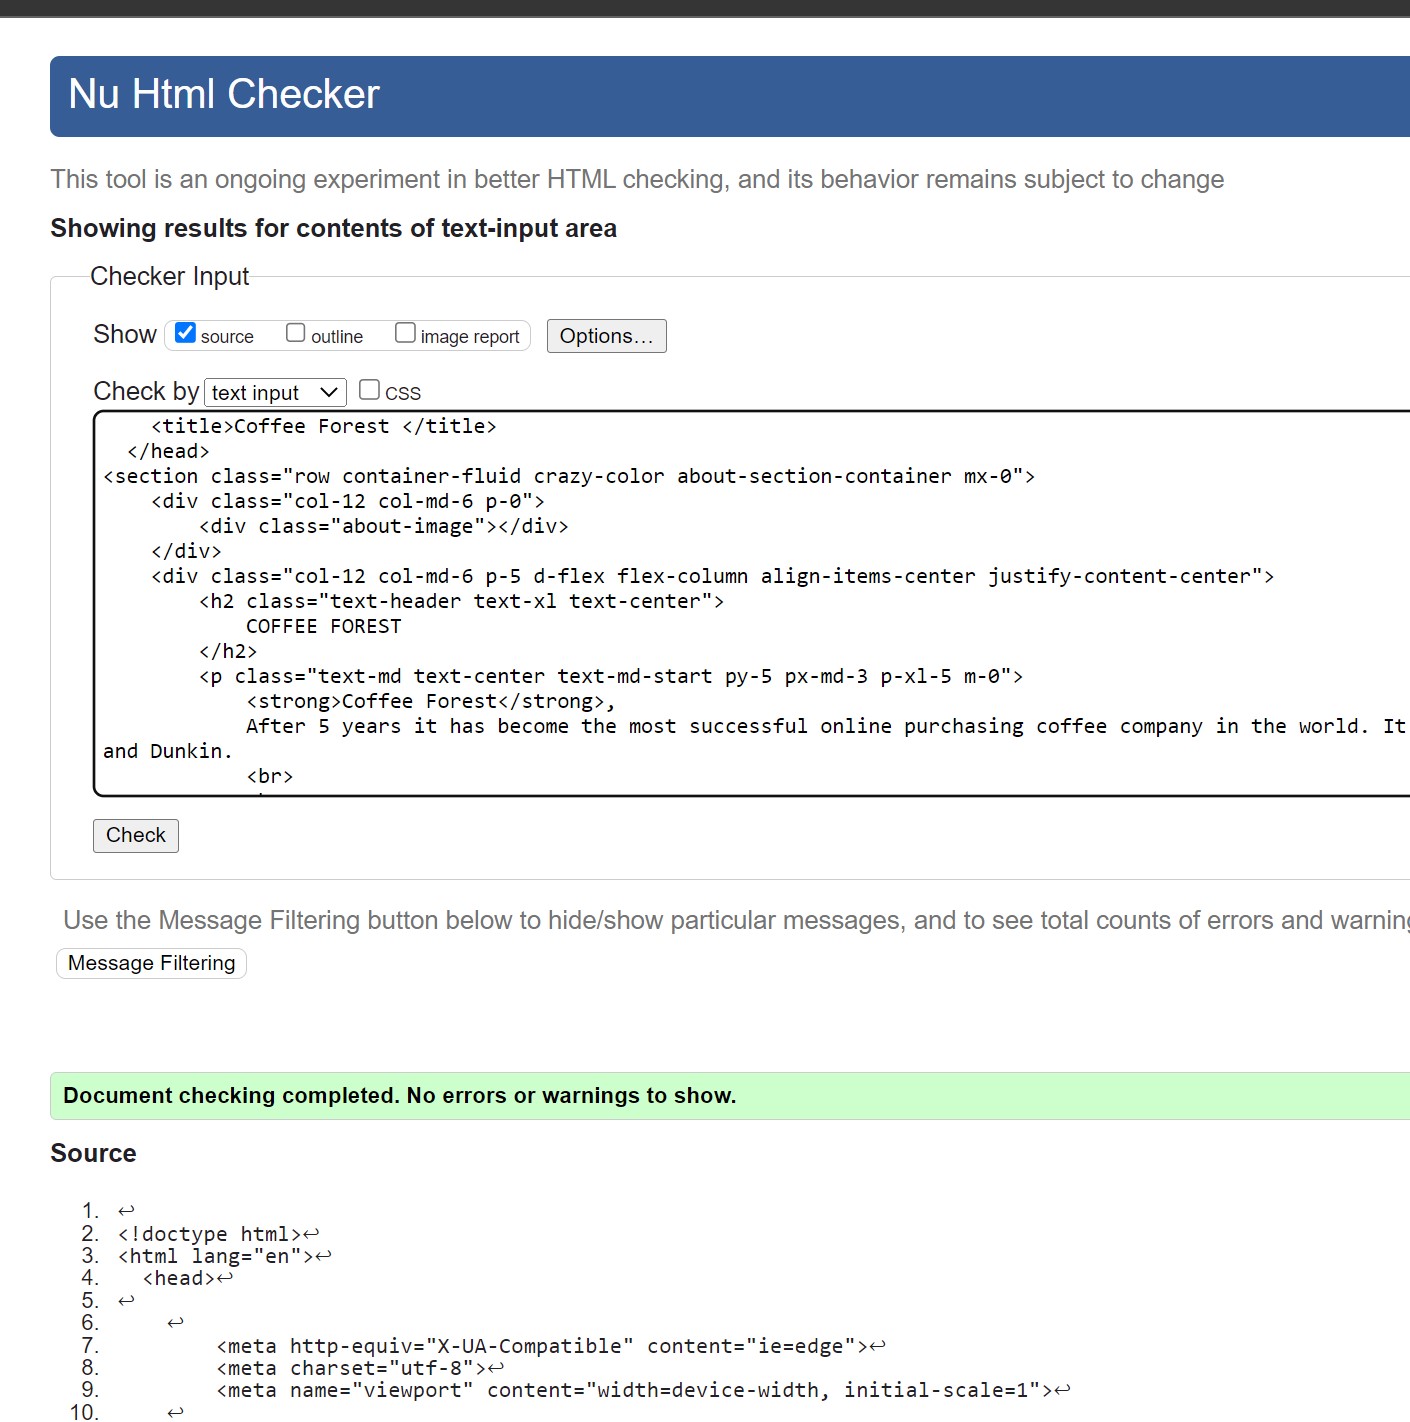 Nu Html Checker
This tool is an ongoing experiment in better HTML checking, and its behavior remains subject to change
Showing results for contents of text-input area
Checker Input
Show source outline image report Options...
Check by text input CSS
<title>Coffee Forest </title>
</head>
<section class="row container-fluid crazy-color about-section-container mx-0">
<div class="col-12 col-md-6 p-0">
<div class="about-image"></div>
</div>
<div class="col-12 col-md-6 p-5 d-flex flex-column align-items-center justify-content-center">
<h2 class="text-header text-xl text-center">
COFFEE FOREST
</h2>
<p class="text-md text-center text-md-start py-5 px-md-3 p-xl-5 m-0">
<strong>Coffee Forest</strong>,
After 5 years it has become the most successful online purchasing coffee company in the world. It
and Dunkin.
<br>
Check
Use the Message Filtering button below to hide/show particular messages, and to see total counts of errors and warning
Message Filtering
Document checking completed. No errors or warnings to show.
Source
1. ↩
2. <!doctype html>↩
3. <html lang="en">↩
4. <head>↩
5. ↩
6. ↩
7. <meta http-equiv="X-UA-Compatible" content="ie=edge">↩
8. <meta charset="utf-8">↩
9. <meta name="viewport" content="width=device-width, initial-scale=1">↩
10. ↩